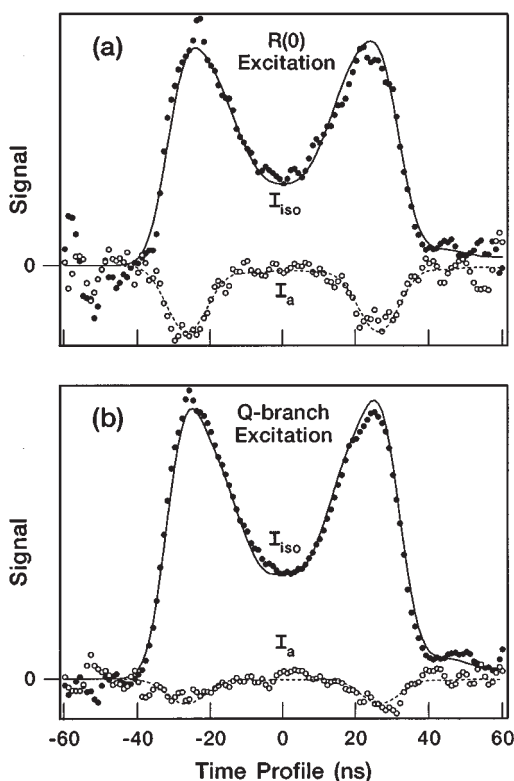 (a)
R(0)
Excitation
Signal
I_iso
0
I_a
(b)
Q-branch
Excitation
Signal
I_iso
I_a
0
-60 -40 -20 0 20 40 60
Time Profile (ns)